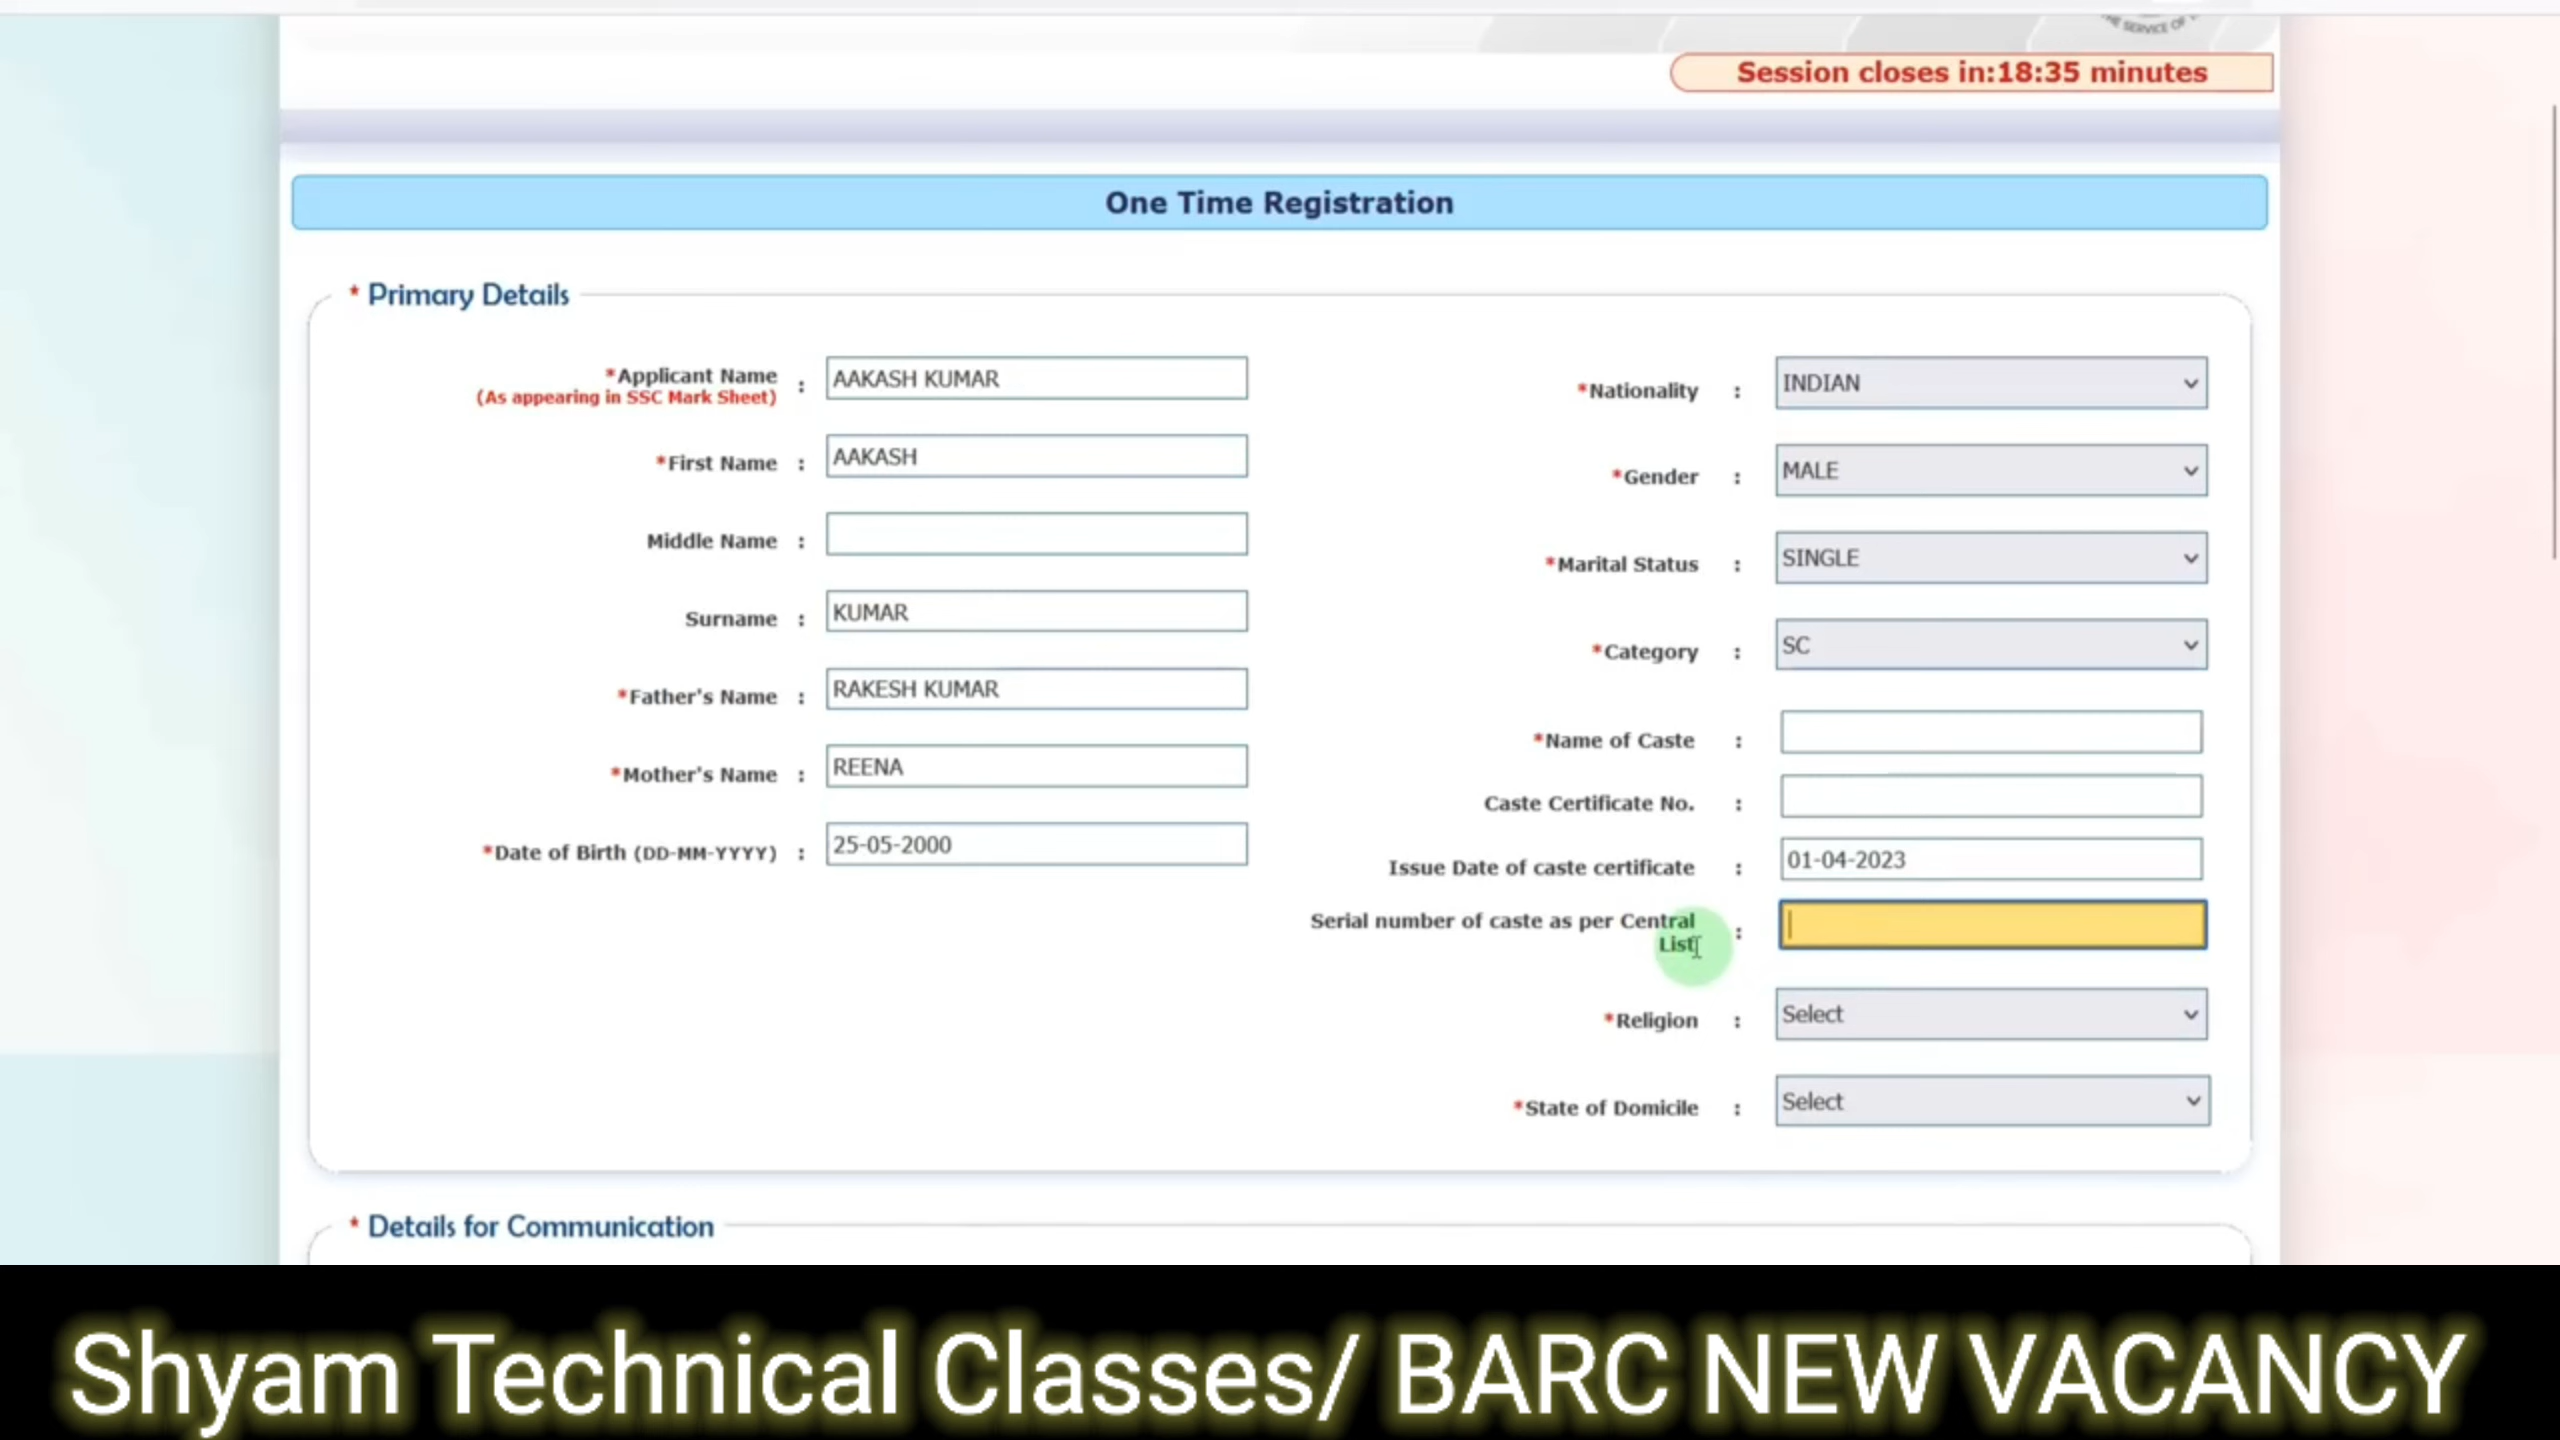 THE SERVICE OF
Session closes in:18:35 minutes
One Time Registration
* Primary Details
*Applicant Name : AAKASH KUMAR
(As appearing in SSC Mark Sheet)
*First Name : AAKASH
Middle Name :
Surname : KUMAR
*Father's Name : RAKESH KUMAR
*Mother's Name : REENA
*Date of Birth (DD-MM-YYYY) : 25-05-2000
*Nationality : INDIAN
*Gender : MALE
*Marital Status : SINGLE
*Category : SC
*Name of Caste :
Caste Certificate No. :
Issue Date of caste certificate : 01-04-2023
Serial number of caste as per Central
List :
*Religion : Select
*State of Domicile : Select
* Details for Communication
Shyam Technical Classes/ BARC NEW VACANCY